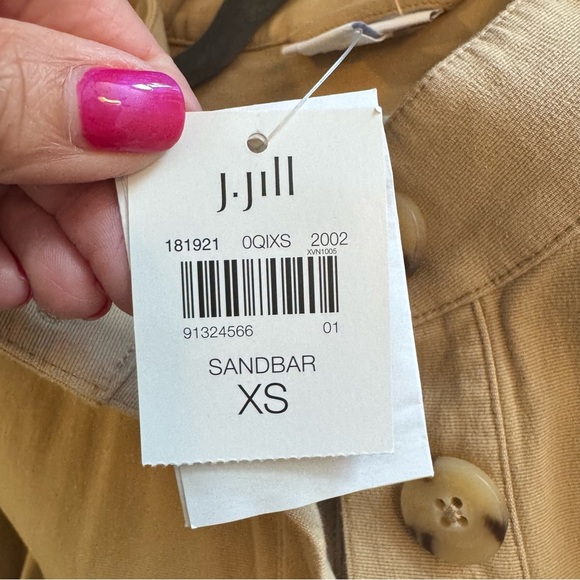 J.Jill
181921 0QIXS 2002
XVN1005
91324566 01
SANDBAR
XS